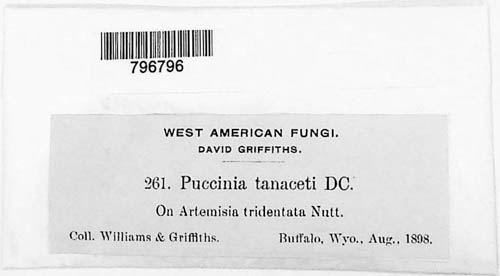 796796
WEST AMERICAN FUNGI.
DAVID GRIFFITHS.
261. Puccinia tanaceti DC.
On Artemisia tridentata Nutt.
Coll. Williams & Griffiths. Buffalo, Wyo., Aug., 1898.